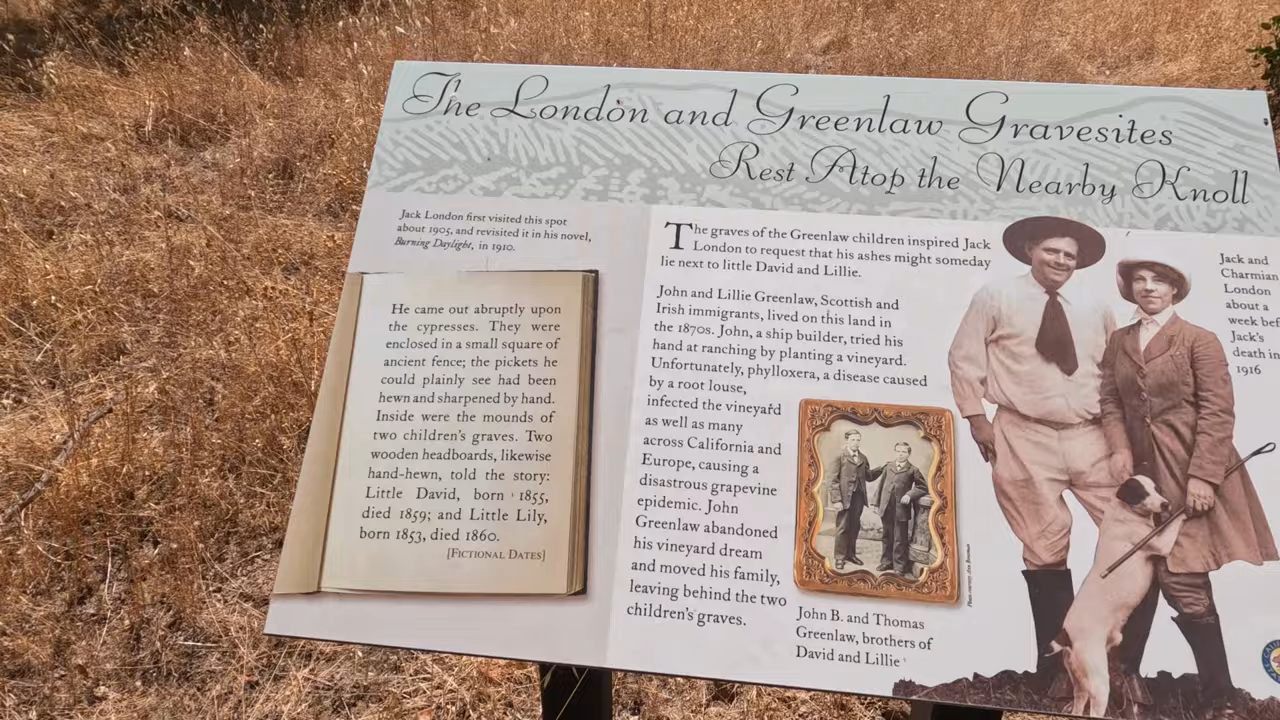 The London and Greenlaw Gravesites
Rest Atop the Nearby Knoll
Jack London first visited this spot
about 1905, and revisited it in his novel,
Burning Daylight, in 1910.
He came out abruptly upon
the cypresses. They were
enclosed in a small square of
ancient fence; the pickets he
could plainly see had been
hewn and sharpened by hand.
Inside were the mounds of
two children's graves. Two
wooden headboards, likewise
hand-hewn, told the story:
Little David, born 1855,
died 1859; and Little Lily,
born 1853, died 1860.
[Fictional Dates]
The graves of the Greenlaw children inspired Jack
London to request that his ashes might someday
lie next to little David and Lillie.
John and Lillie Greenlaw, Scottish and
Irish immigrants, lived on this land in
the 1870s. John, a ship builder, tried his
hand at ranching by planting a vineyard.
Unfortunately, phylloxera, a disease caused
by a root louse,
infected the vineyard
as well as many
across California and
Europe, causing a
disastrous grapevine
epidemic. John
Greenlaw abandoned
his vineyard dream
and moved his family,
leaving behind the two
children's graves.
John B. and Thomas
Greenlaw, brothers of
David and Lillie
Jack and
Charmian
London
about a
week bef
Jack's
death in
1916